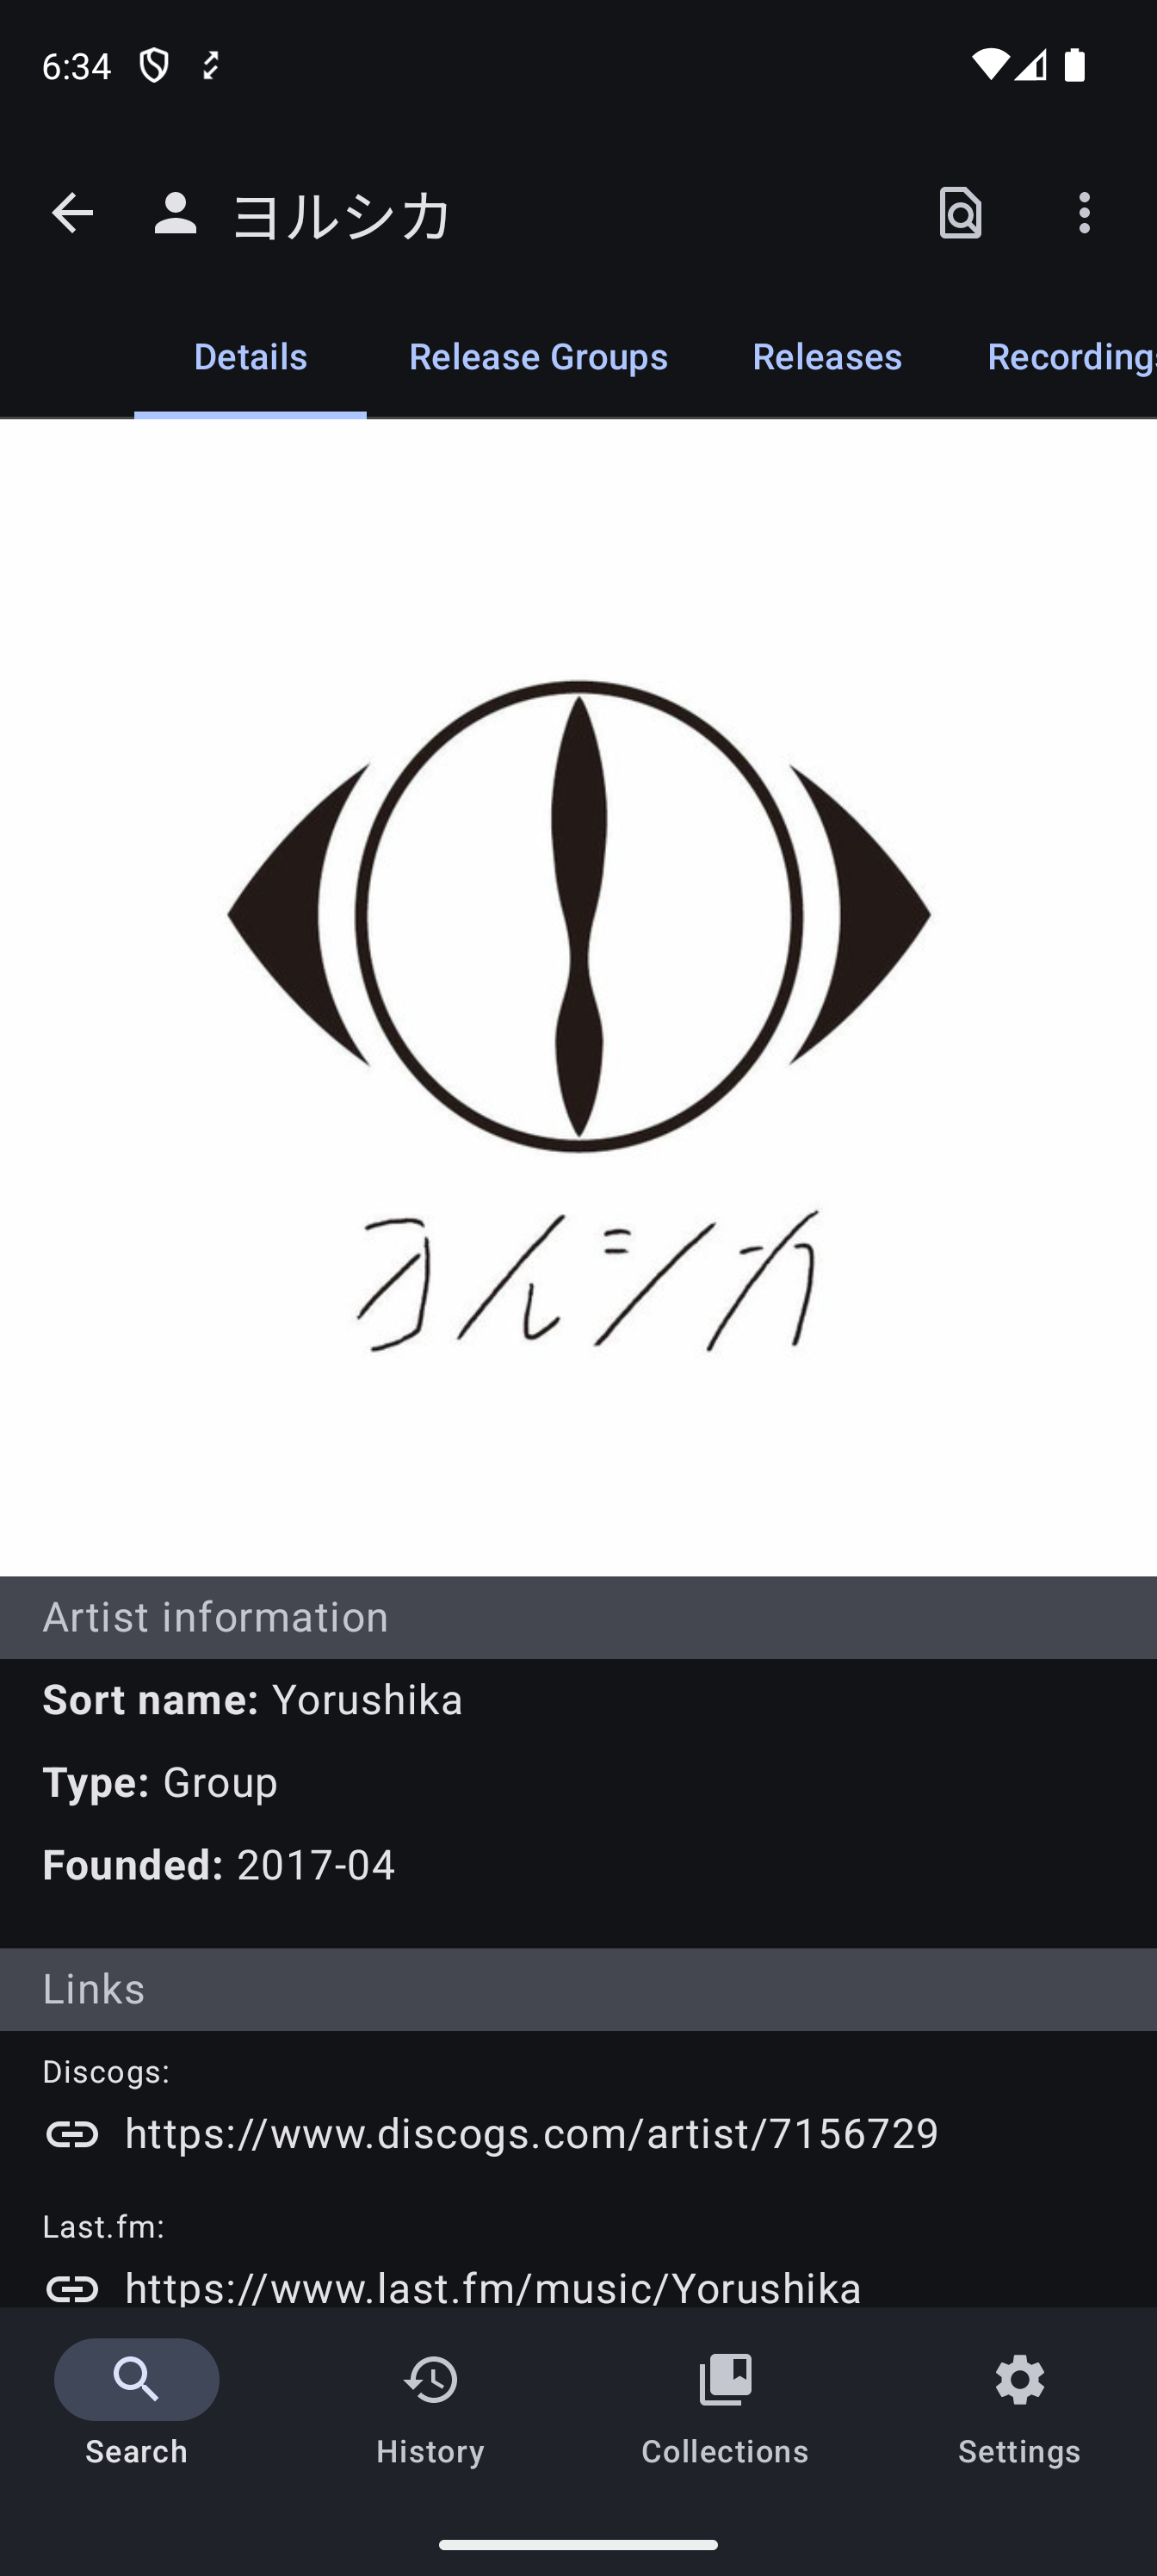 6:34
ヨルシカ
Details Release Groups Releases Recordings
ヨルシカ
Artist information
Sort name: Yorushika
Type: Group
Founded: 2017-04
Links
Discogs:
https://www.discogs.com/artist/7156729
Last.fm:
https://www.last.fm/music/Yorushika
Search History Collections Settings